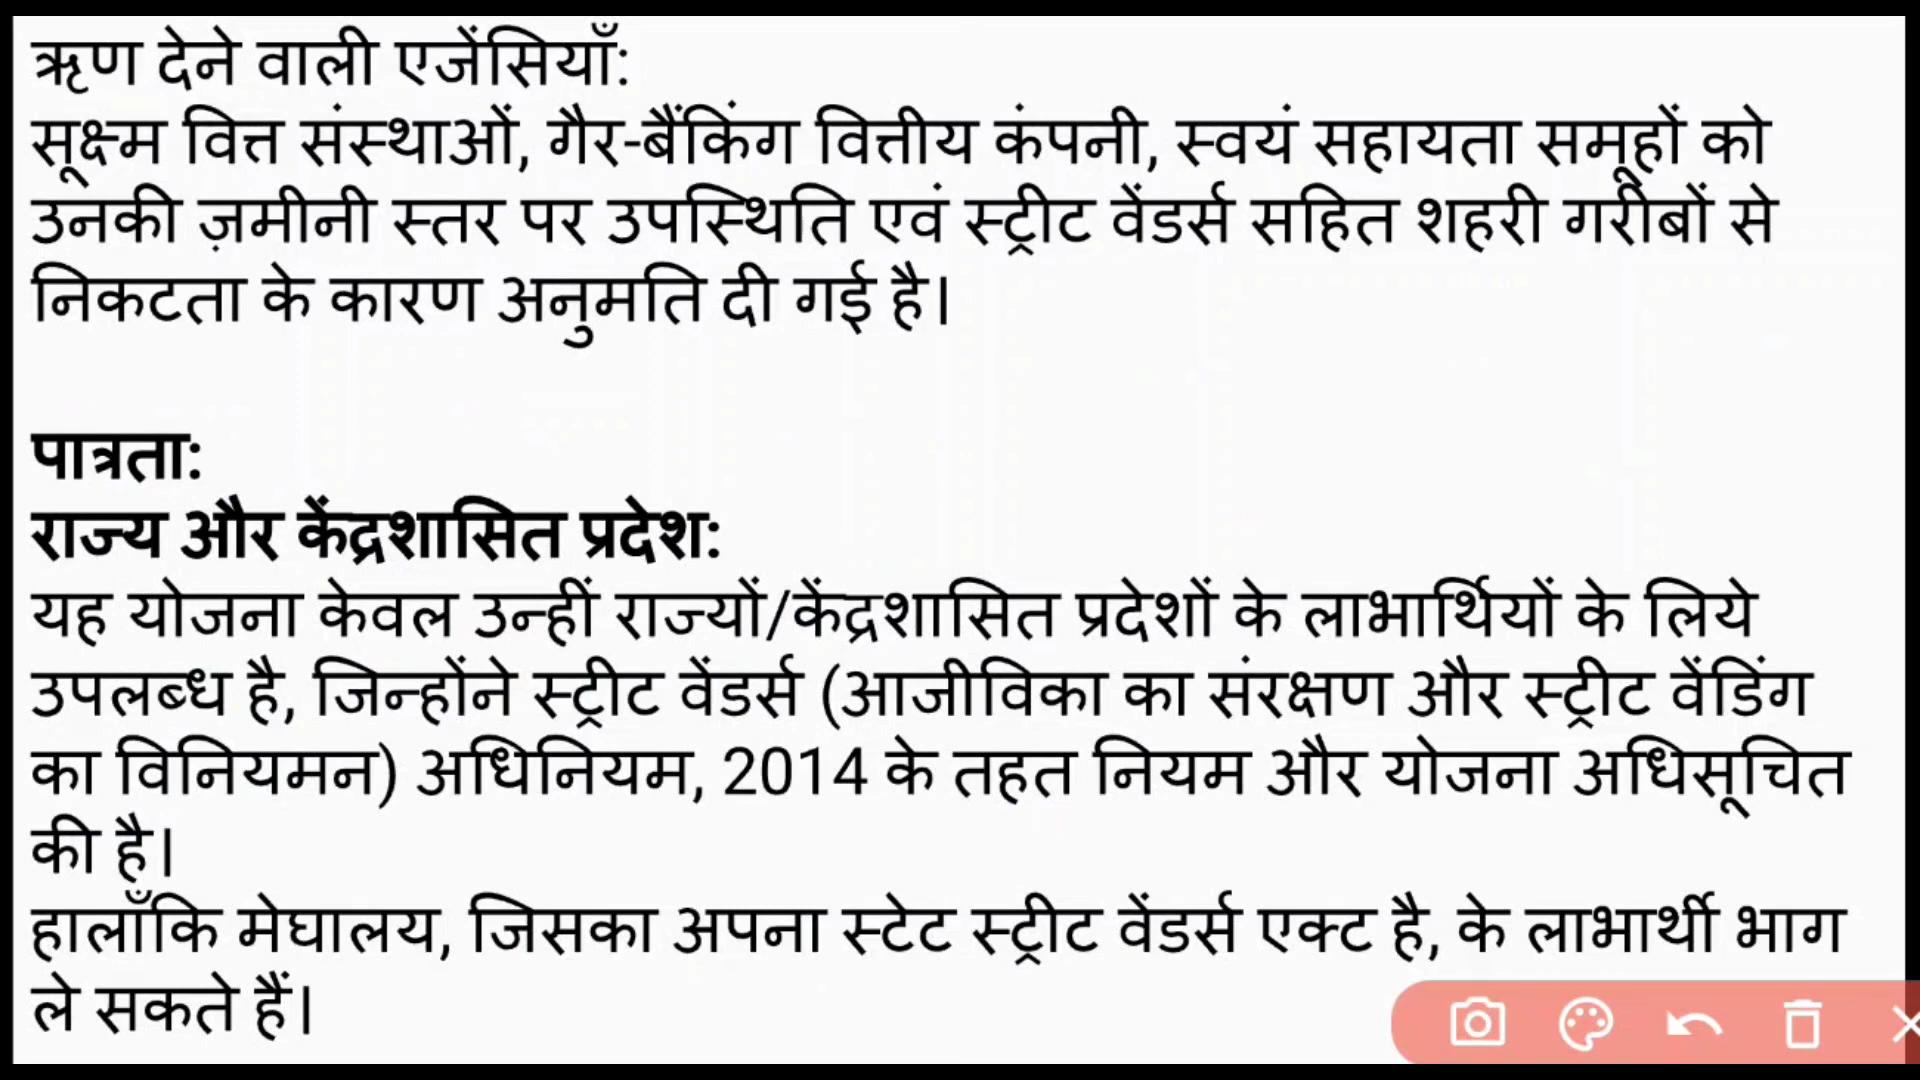 ऋण देने वाली एजेंसियाँ:
सूक्ष्म वित्त संस्थाओं, गैर-बैंकिंग वित्तीय कंपनी, स्वयं सहायता समूहों को
उनकी ज़मीनी स्तर पर उपस्थिति एवं स्ट्रीट वेंडर्स सहित शहरी गरीबों से
निकटता के कारण अनुमति दी गई है।
पात्रता:
राज्य और केंद्रशासित प्रदेश:
यह योजना केवल उन्हीं राज्यों/केंद्रशासित प्रदेशों के लाभार्थियों के लिये
उपलब्ध है, जिन्होंने स्ट्रीट वेंडर्स (आजीविका का संरक्षण और स्ट्रीट वेंडिंग
का विनियमन) अधिनियम, 2014 के तहत नियम और योजना अधिसूचित
की है।
हालाँकि मेघालय, जिसका अपना स्टेट स्ट्रीट वेंडर्स एक्ट है, के लाभार्थी भाग
ले सकते हैं।